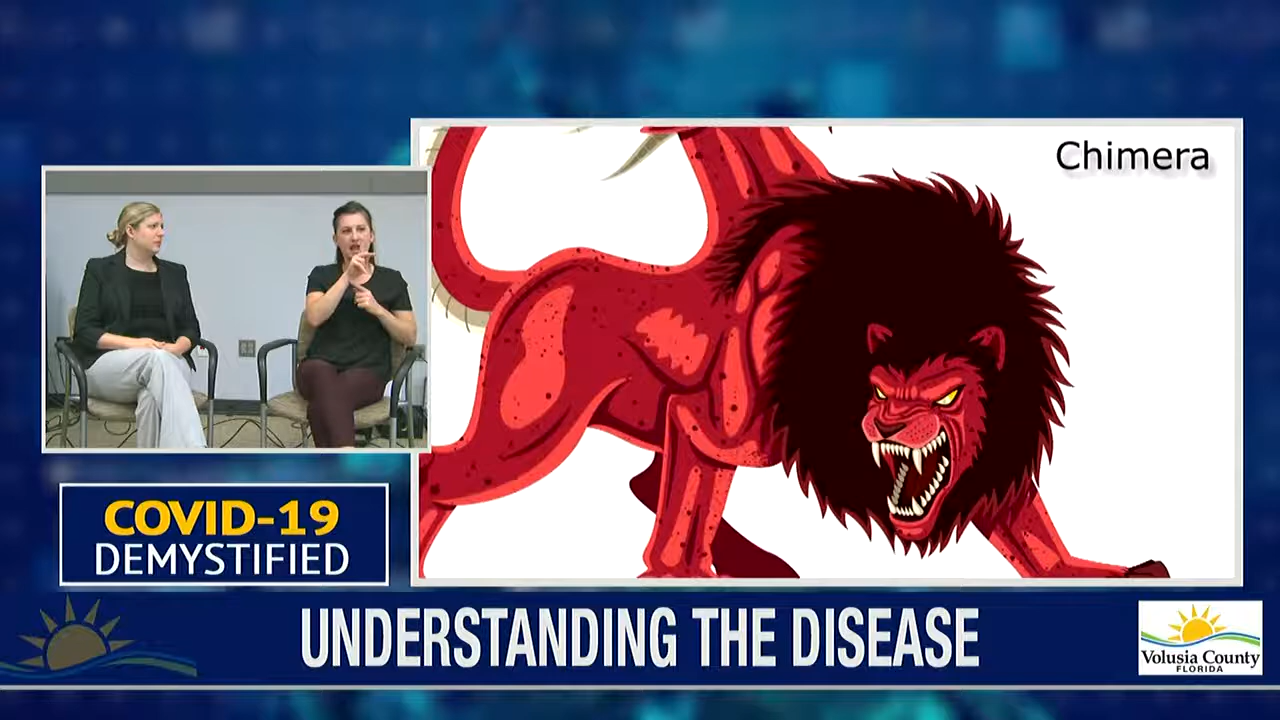 Chimera
COVID-19
DEMYSTIFIED
UNDERSTANDING THE DISEASE
Volusia County
FLORIDA